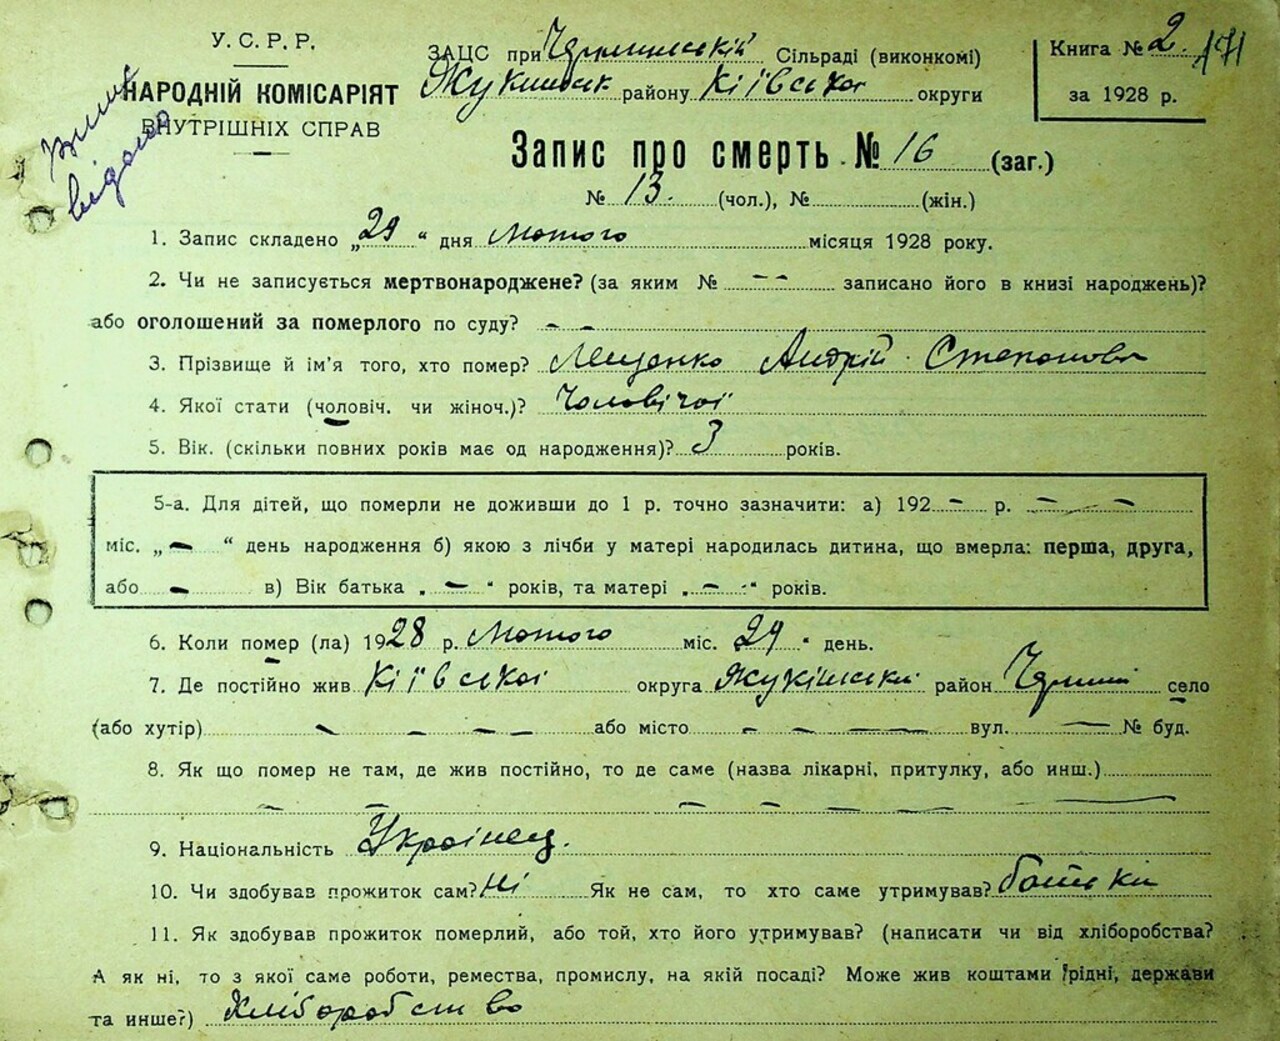 У. С. Р. Р.
НАРОДНІЙ КОМІСАРІЯТ
ВНУТРІШНІХ СПРАВ
Витяг видано
ЗАЦС при Сільраді (виконкомі)
району Київської округи
Книга № 2. 171
за 1928 р.
Запис про смерть № 16 (заг.)
№ 13. (чол.), № (жін.)
1. Запис складено „29“ дня лютого місяця 1928 року.
2. Чи не записується мертвонароджене? (за яким № – – записано його в книзі народжень)?
або оголошений за померлого по суду? – –
3. Прізвище й ім’я того, хто помер? Лещенко Андрій Степанов
4. Якої стати (чоловіч. чи жіноч.)? Чоловічої
5. Вік. (скільки повних років має од народження)? 3 років.
5-а. Для дітей, що померли не доживши до 1 р. точно зазначити: а) 192 – р. – –
міс. „ – “ день народження б) якою з лічби у матері народилась дитина, що вмерла: перша, друга,
або – в) Вік батька „ – “ років, та матері „ – “ років.
6. Коли помер (ла) 1928 р. лютого міс. 29 “ день.
7. Де постійно жив Київської округа район село
(або хутір) – – – – або місто – – – – вул. – № буд.
8. Як що помер не там, де жив постійно, то де саме (назва лікарні, притулку, або инш.)
– – – – – –
9. Національність Українец.
10. Чи здобував прожиток сам? Ні Як не сам, то хто саме утримував? батьки
11. Як здобував прожиток померлий, або той, хто його утримував? (написати чи від хліборобства?
А як ні, то з якої саме роботи, ремества, промислу, на якій посаді? Може жив коштами рідні, держави
та инше?) Хліборобство